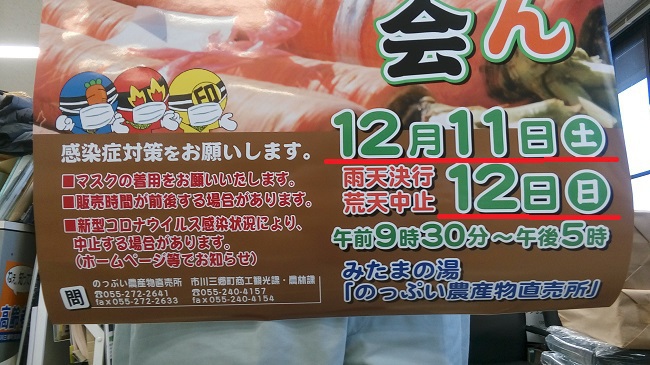 会ん
感染症対策をお願いします。
■マスクの着用をお願いいたします。
■販売時間が前後する場合があります。
■新型コロナウイルス感染状況により、
中止する場合があります。
(ホームページ等でお知らせ)
問
のっぷい農産物直売所
☎055-272-2641
fax055-272-2633
市川三郷町商工観光課・農林課
☎055-240-4157
fax055-240-4154
12月11日土
雨天決行
荒天中止
12日日
午前9時30分~午後5時
みたまの湯
「のっぷい農産物直売所」